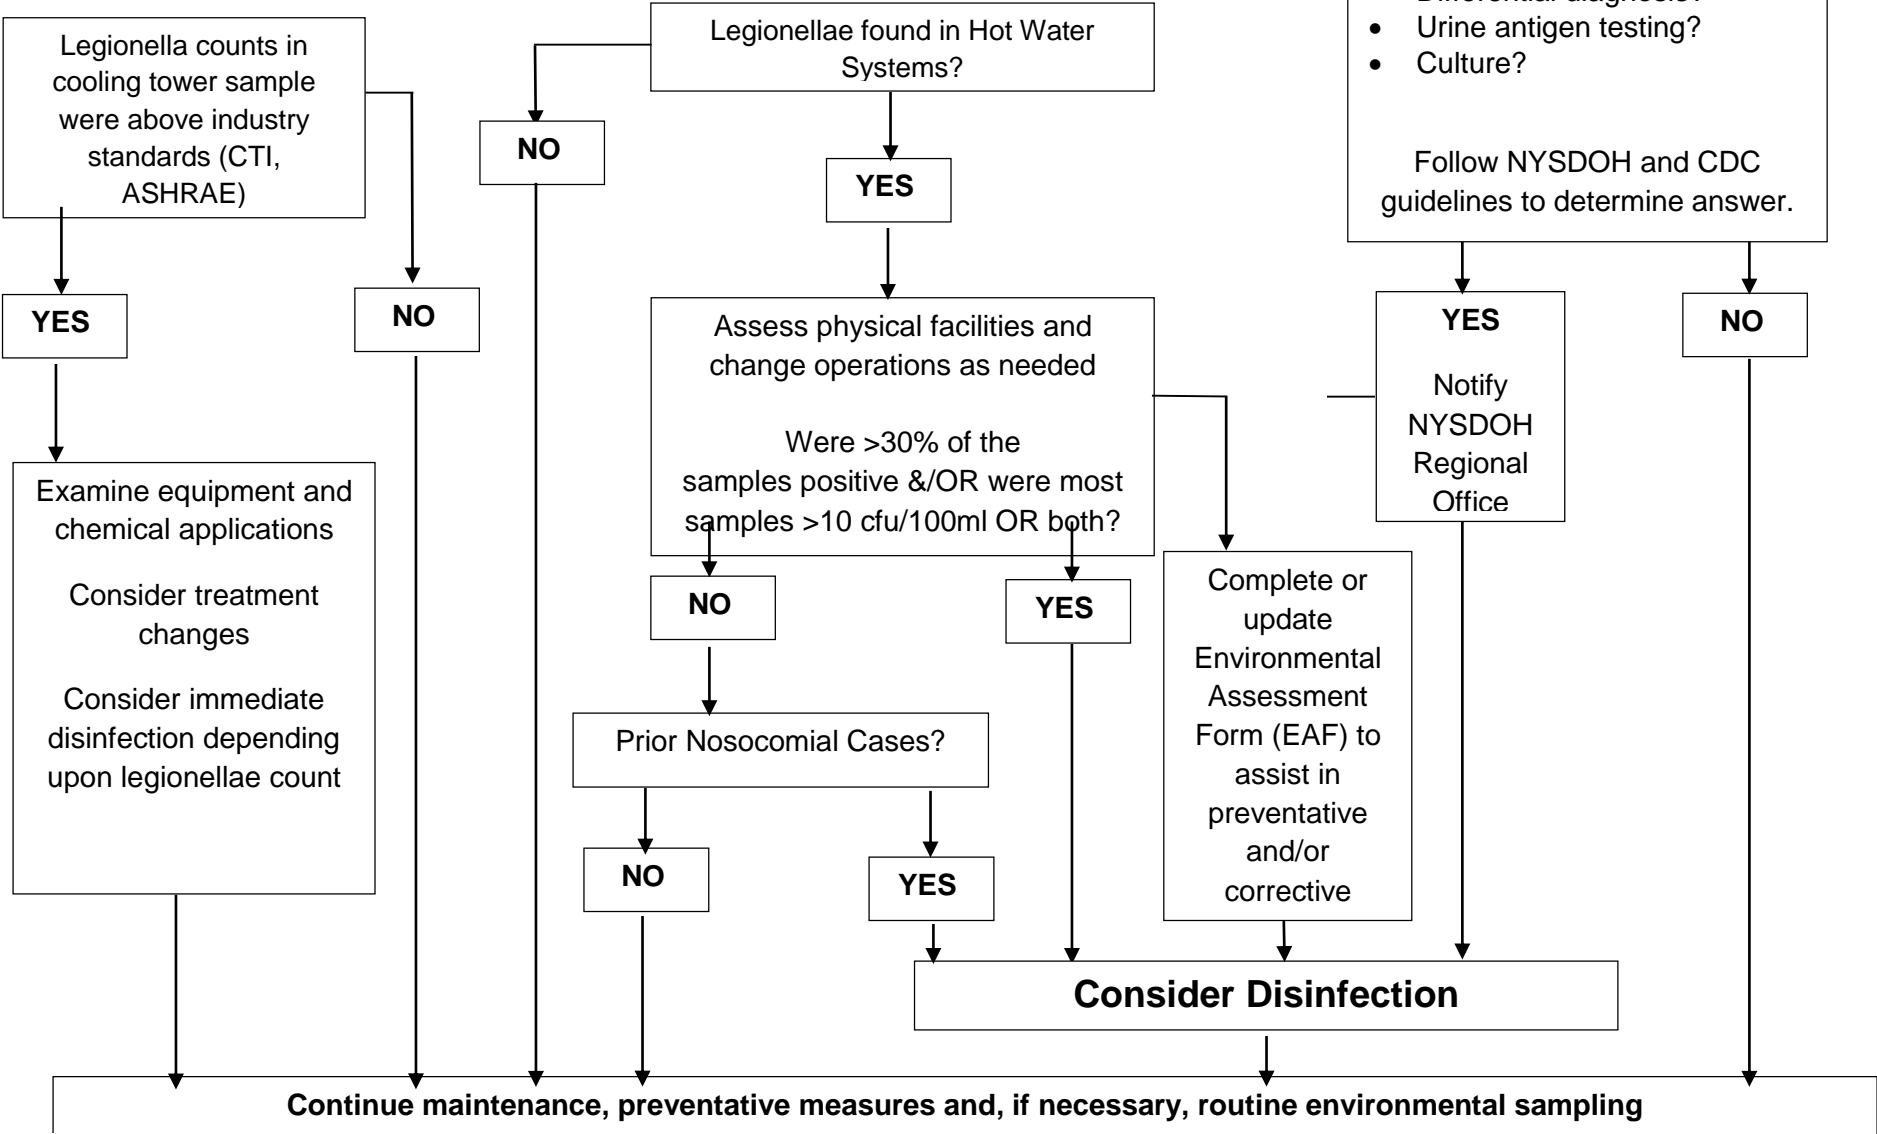 Legionella counts in
cooling tower sample
were above industry
standards (CTI,
ASHRAE)
Legionellae found in Hot Water
Systems?
Differential diagnosis?
• Urine antigen testing?
• Culture?
Follow NYSDOH and CDC
guidelines to determine answer.
NO
YES
YES
NO
Assess physical facilities and
change operations as needed
Were >30% of the
samples positive &/OR were most
samples >10 cfu/100ml OR both?
YES
Notify
NYSDOH
Regional
Office
NO
Examine equipment and
chemical applications
Consider treatment
changes
Consider immediate
disinfection depending
upon legionellae count
NO
YES
Complete or
update
Environmental
Assessment
Form (EAF) to
assist in
preventative
and/or
corrective
Prior Nosocomial Cases?
NO
YES
Consider Disinfection
Continue maintenance, preventative measures and, if necessary, routine environmental sampling